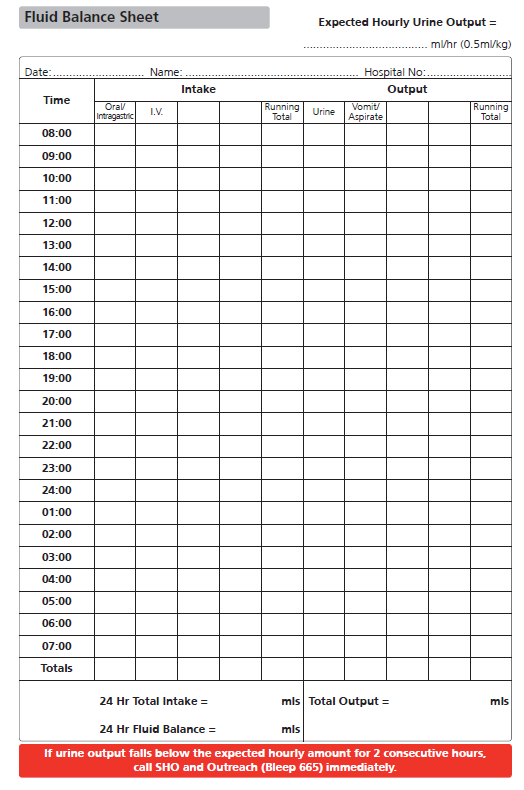 Fluid Balance Sheet
Expected Hourly Urine Output =
........................................ ml/hr (0.5ml/kg)
Date:............................. Name: ....................................................... Hospital No:...........................
Time Intake Output
Oral/ Intragastric I.V. Running Total Urine Vomit/ Aspirate Running Total
08:00
09:00
10:00
11:00
12:00
13:00
14:00
15:00
16:00
17:00
18:00
19:00
20:00
21:00
22:00
23:00
24:00
01:00
02:00
03:00
04:00
05:00
06:00
07:00
Totals
24 Hr Total Intake = mls Total Output = mls
24 Hr Fluid Balance = mls
If urine output falls below the expected hourly amount for 2 consecutive hours,
call SHO and Outreach (Bleep 665) immediately.